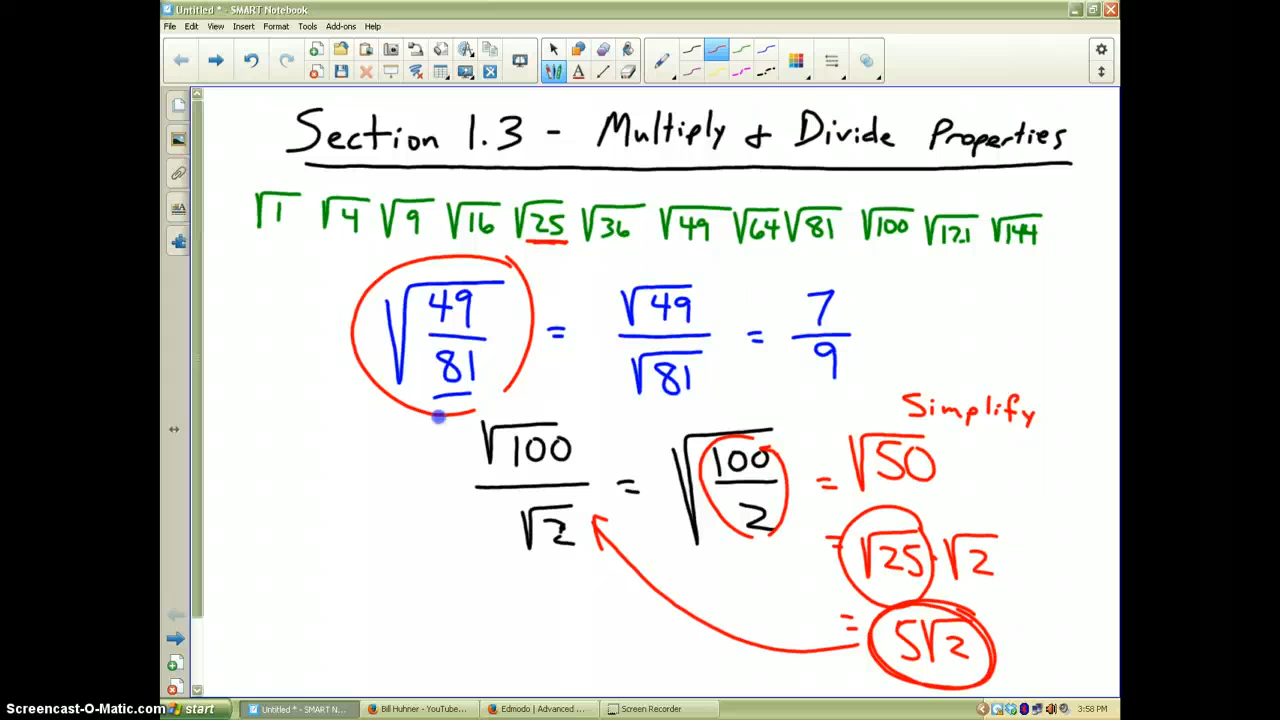 Untitled * - SMART Notebook
File Edit View Insert Format Tools Add-ons Help
Section 1.3 - Multiply & Divide Properties
√1 √4 √9 √16 √25 √36 √49 √64 √81 √100 √121 √144
√(49/81) = √49/√81 = 7/9
Simplify
√100/√2 = √(100/2) = √50
= √25 · √2
= 5√2
Screencast-O-Matic.com start Untitled * - SMART N... Bill Huhner - YouTube... Edmodo | Advanced ... Screen Recorder 3:58 PM